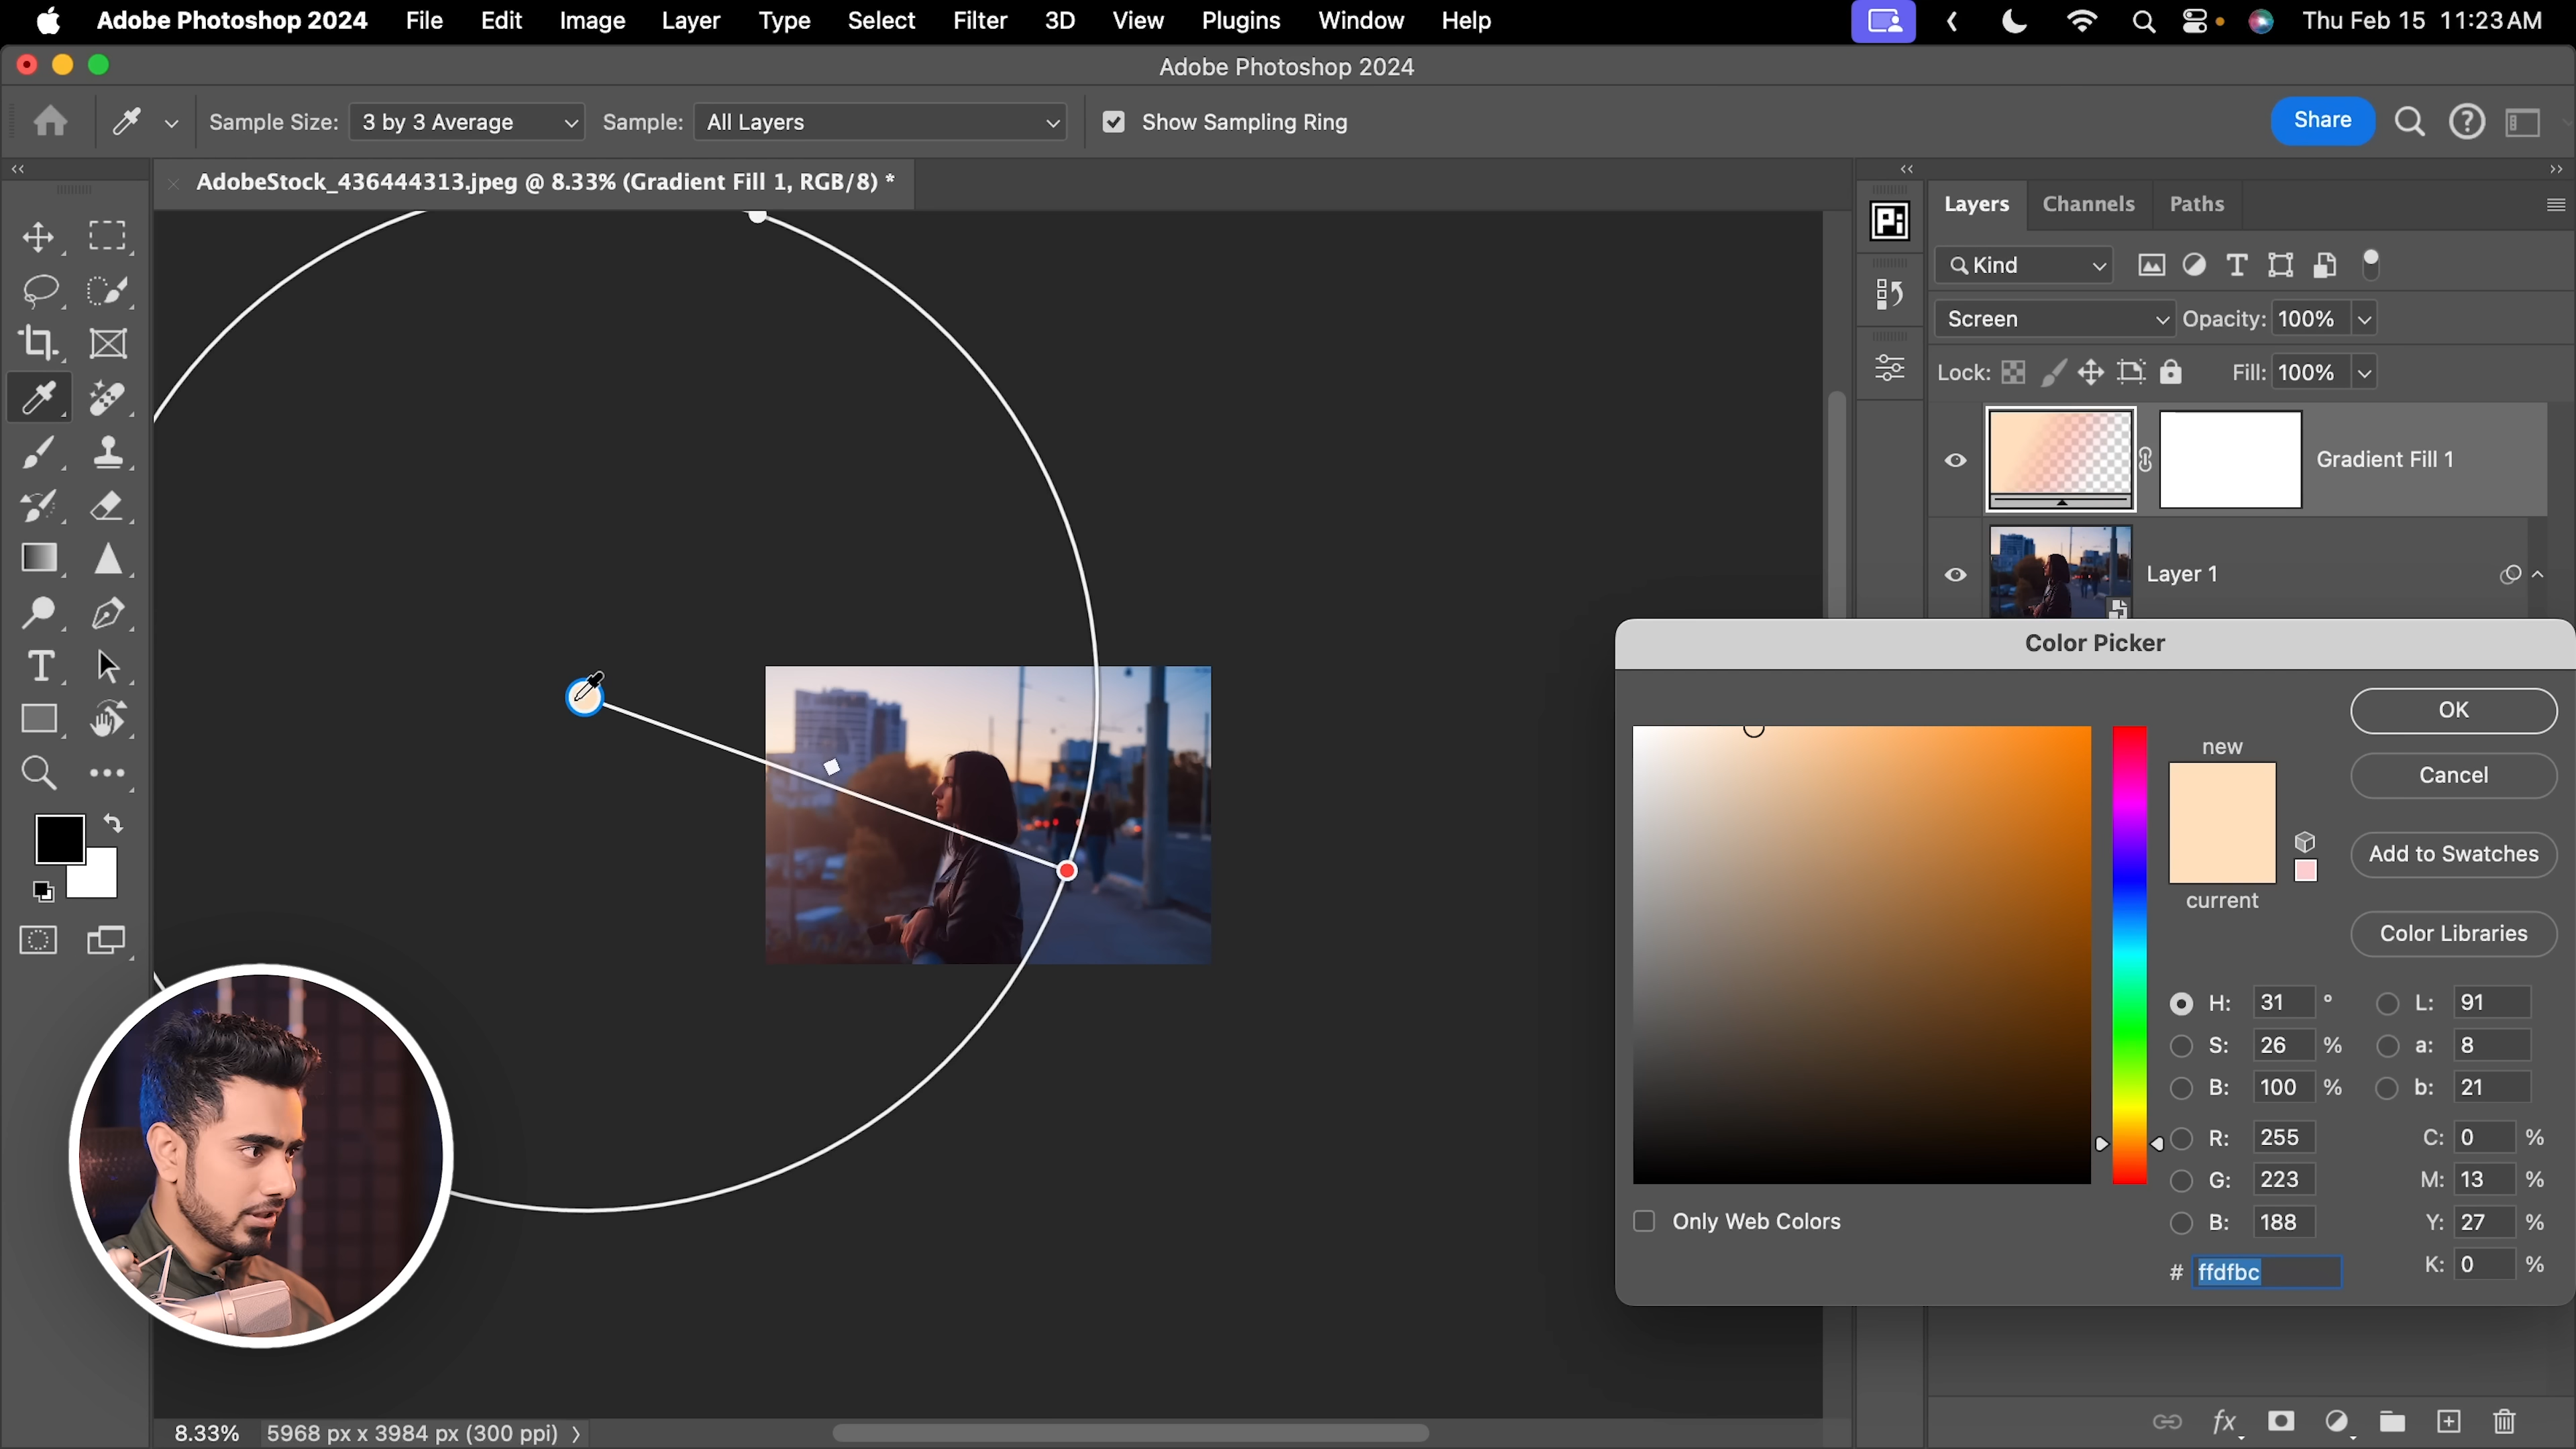 Adobe Photoshop 2024 File Edit Image Layer Type Select Filter 3D View Plugins Window Help Thu Feb 15 11:23 AM
Adobe Photoshop 2024
Sample Size: 3 by 3 Average Sample: All Layers Show Sampling Ring Share
AdobeStock_436444313.jpeg @ 8.33% (Gradient Fill 1, RGB/8) *
Pi
Layers Channels Paths
Kind
Screen Opacity: 100%
Lock: Fill: 100%
Gradient Fill 1
Layer 1
Color Picker
new
current
OK
Cancel
Add to Swatches
Color Libraries
H: 31 ° L: 91
S: 26 % a: 8
B: 100 % b: 21
R: 255 C: 0 %
G: 223 M: 13 %
B: 188 Y: 27 %
# ffdfbc K: 0 %
Only Web Colors
8.33% 5968 px x 3984 px (300 ppi)
fx